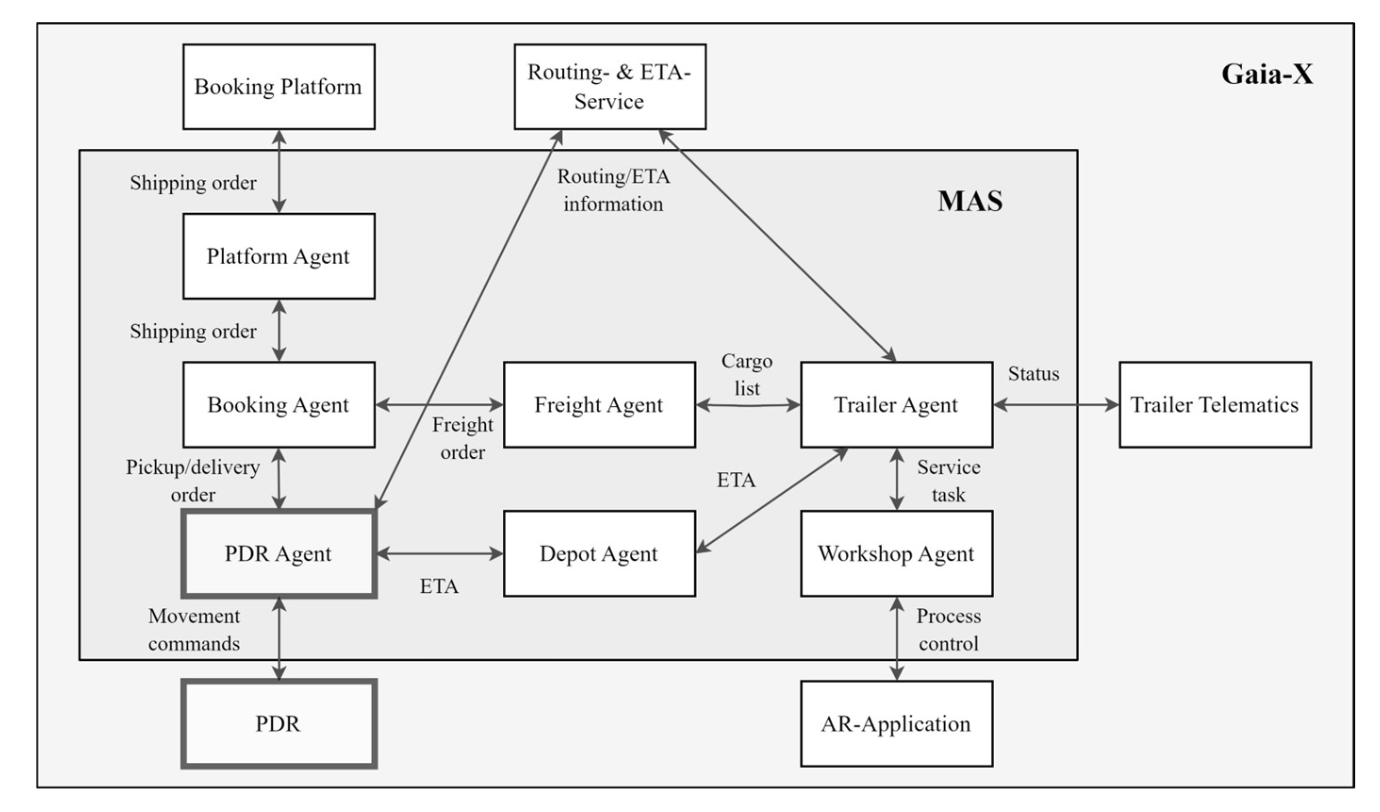 Gaia-X
Booking Platform
Routing- & ETA-
Service
Shipping order
Routing/ETA
information
MAS
Platform Agent
Shipping order
Booking Agent
Freight
order
Freight Agent
Cargo
list
Trailer Agent
Status
Trailer Telematics
Pickup/delivery
order
ETA
Service
task
PDR Agent
ETA
Depot Agent
Workshop Agent
Movement
commands
Process
control
PDR
AR-Application